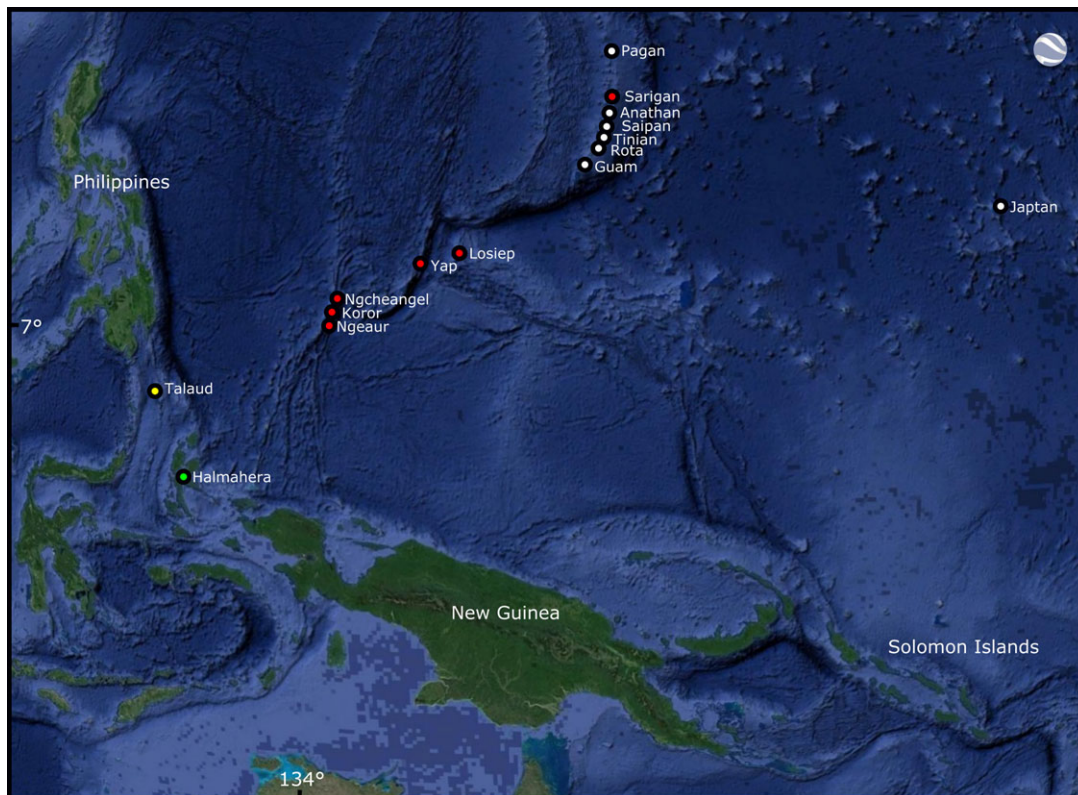 Pagan
Sarigan
Anathan
Saipan
Tinian
Rota
Guam
Philippines
Japtan
Losiep
Yap
Ngcheangel
Koror
Ngeaur
7°
Talaud
Halmahera
New Guinea
Solomon Islands
134°